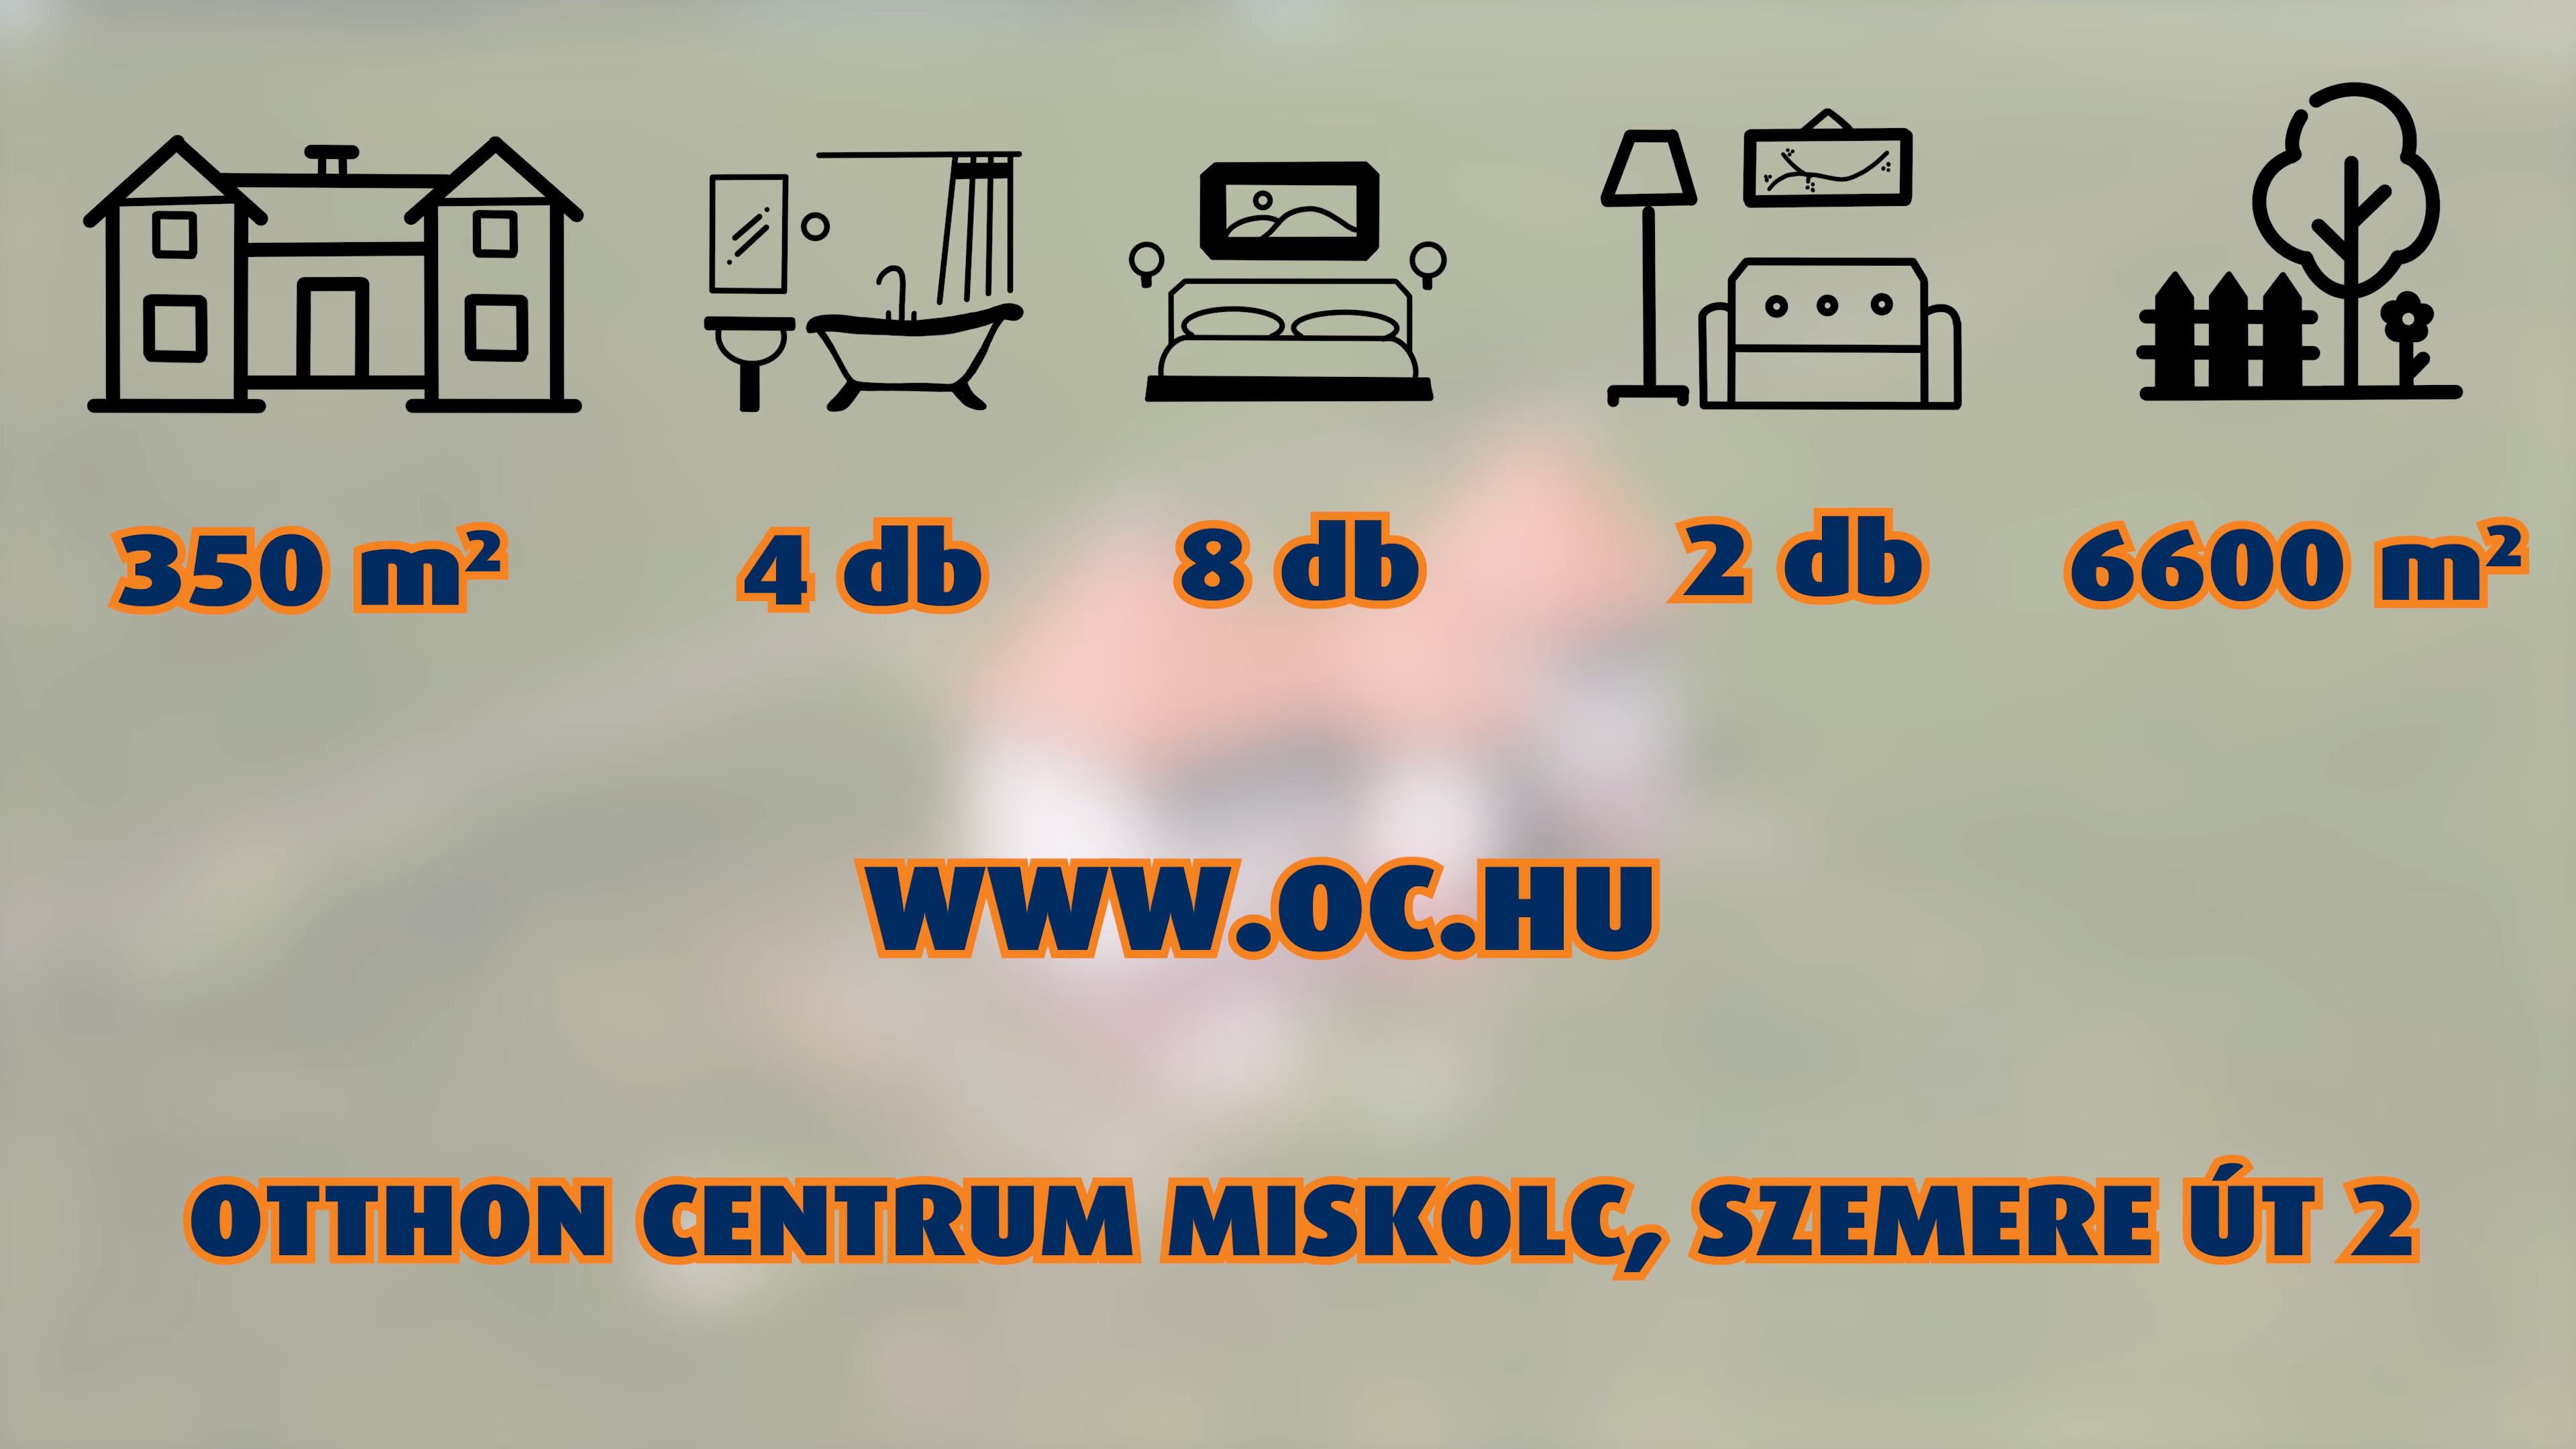 350 m²
4 db
8 db
2 db
6600 m²
WWW.OC.HU
OTTHON CENTRUM MISKOLC, SZEMERE ÚT 2